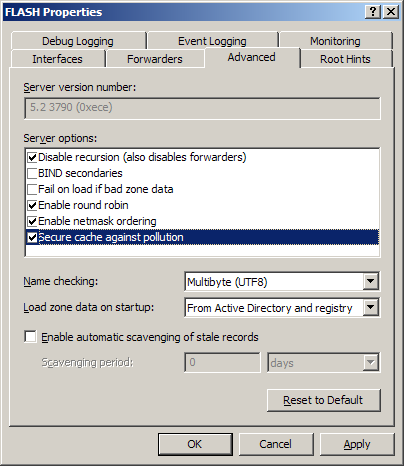 FLASH Properties
Debug Logging Event Logging Monitoring
Interfaces Forwarders Advanced Root Hints
Server version number:
5.2 3790 (0xece)
Server options:
Disable recursion (also disables forwarders)
BIND secondaries
Fail on load if bad zone data
Enable round robin
Enable netmask ordering
Secure cache against pollution
Name checking: Multibyte (UTF8)
Load zone data on startup: From Active Directory and registry
Enable automatic scavenging of stale records
Scavenging period: 0 days
Reset to Default
OK Cancel Apply